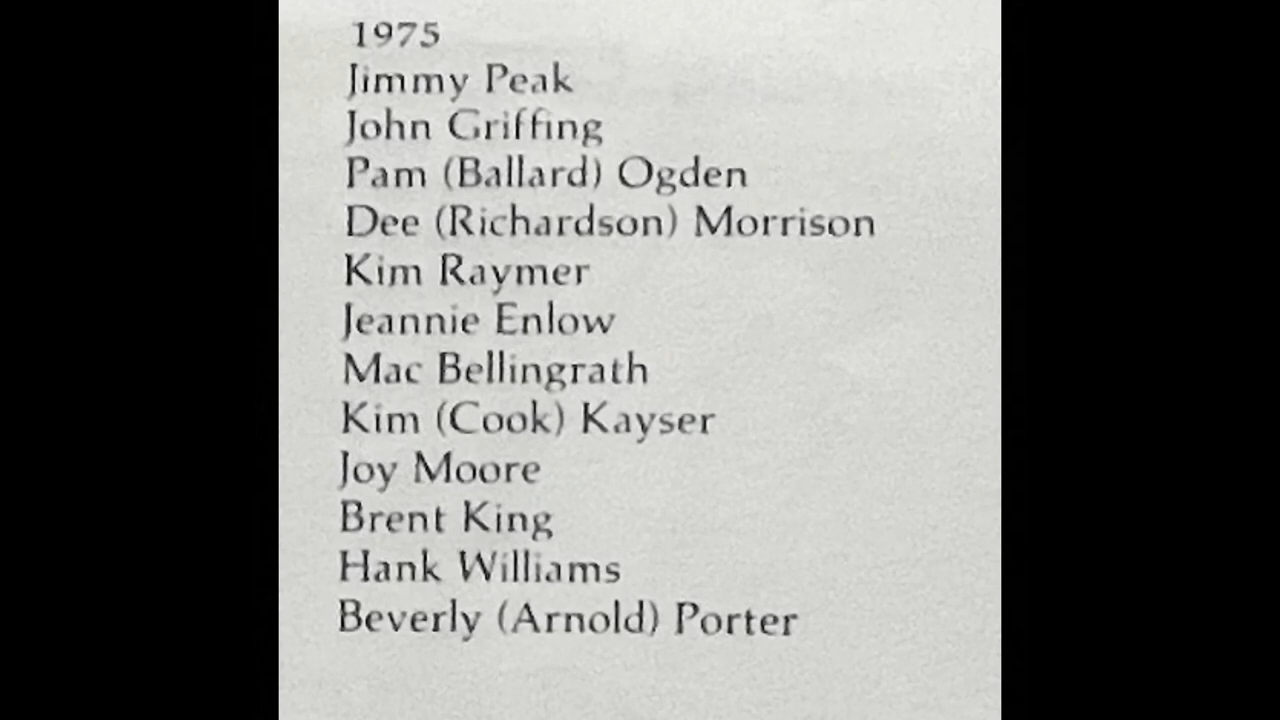 1975
Jimmy Peak
John Griffing
Pam (Ballard) Ogden
Dee (Richardson) Morrison
Kim Raymer
Jeannie Enlow
Mac Bellingrath
Kim (Cook) Kayser
Joy Moore
Brent King
Hank Williams
Beverly (Arnold) Porter